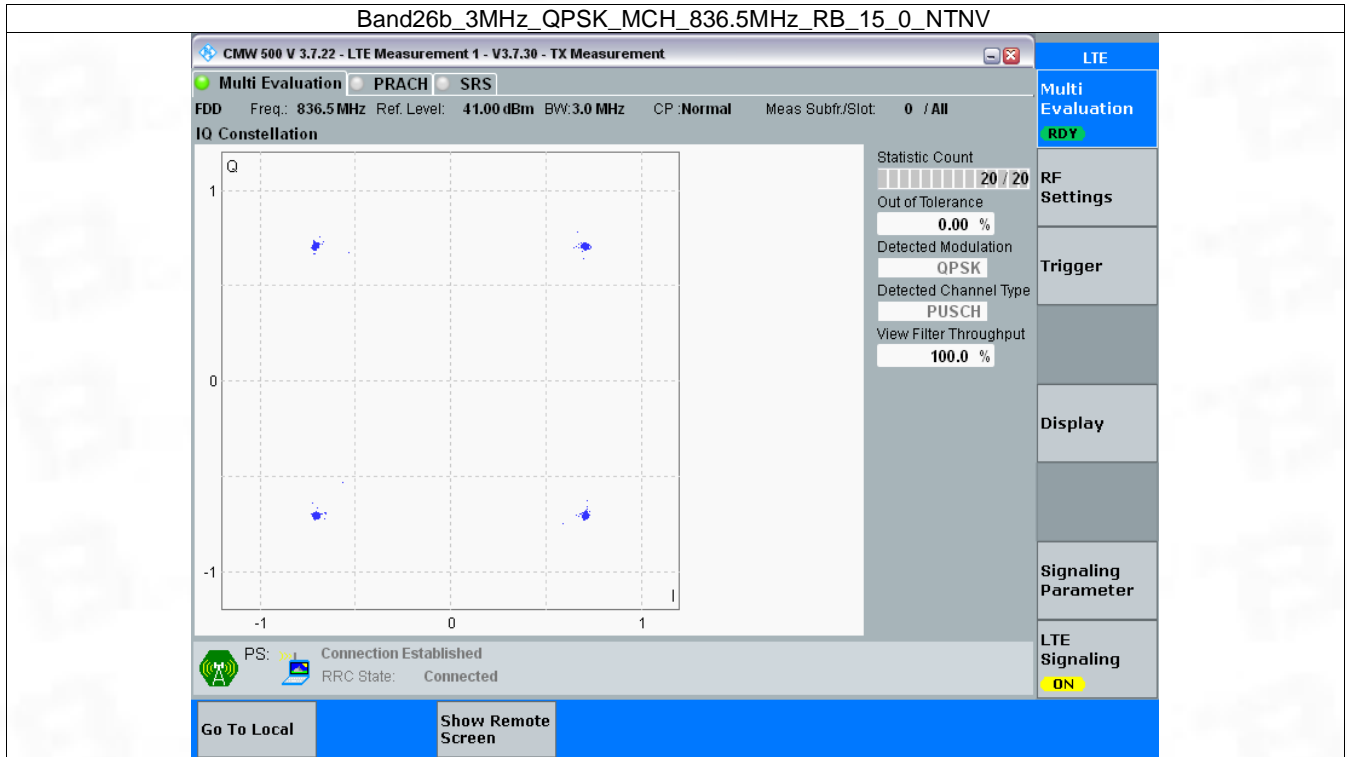 Band26b_3MHz_QPSK_MCH_836.5MHz_RB_15_0_NTNV
CMW 500 V 3.7.22 - LTE Measurement 1 - V3.7.30 - TX Measurement
LTE
Multi Evaluation PRACH SRS
Multi
Evaluation
RDY
FDD Freq.: 836.5 MHz Ref. Level: 41.00 dBm BW: 3.0 MHz CP :Normal Meas Subfr./Slot: 0 / All
IQ Constellation
Q
1
0
-1
I
-1 0 1
Statistic Count
20 / 20
Out of Tolerance
0.00 %
Detected Modulation
QPSK
Detected Channel Type
PUSCH
View Filter Throughput
100.0 %
RF
Settings
Trigger
Display
Signaling
Parameter
LTE
Signaling
ON
PS: Connection Established
RRC State: Connected
Go To Local
Show Remote
Screen